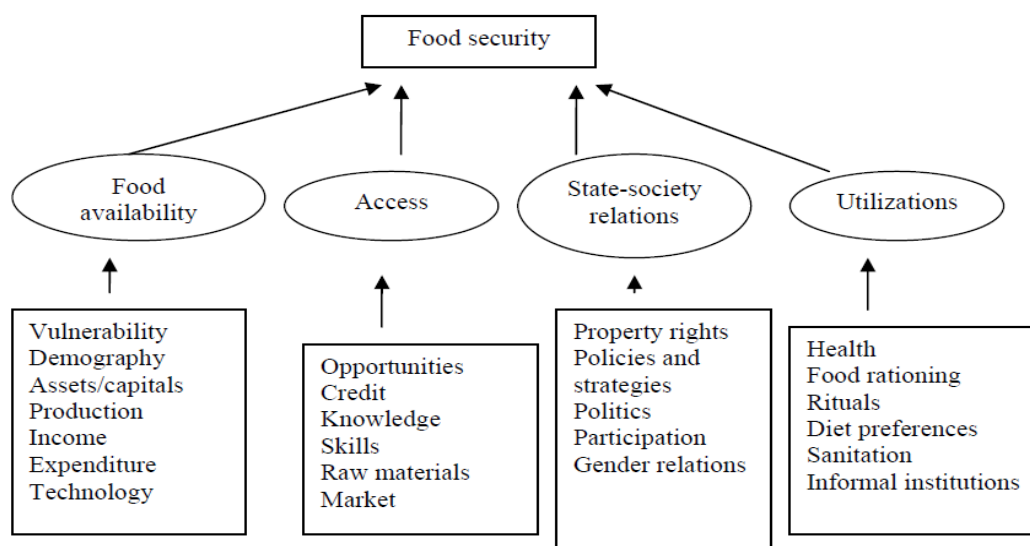 Food security
Food
availability
Access
State-society
relations
Utilizations
Vulnerability
Demography
Assets/capitals
Production
Income
Expenditure
Technology
Opportunities
Credit
Knowledge
Skills
Raw materials
Market
Property rights
Policies and
strategies
Politics
Participation
Gender relations
Health
Food rationing
Rituals
Diet preferences
Sanitation
Informal institutions